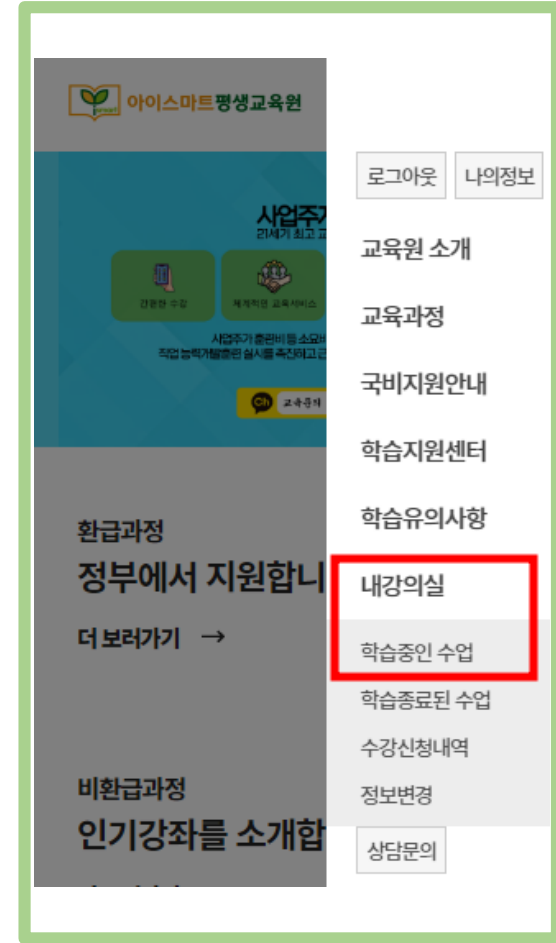 아이스마트평생교육원
로그아웃 나의정보
사업주
21세기 최고 교
간편한 수강 체계적인 교육서비스
사업주가 훈련비 등 소요비
직업능력개발훈련 실시를 촉진하고 근
Ch 교육문의
환급과정
정부에서 지원합니
더 보러가기 →
비환급과정
인기강좌를 소개합
교육원 소개
교육과정
국비지원안내
학습지원센터
학습유의사항
내강의실
학습중인 수업
학습종료된 수업
수강신청내역
정보변경
상담문의